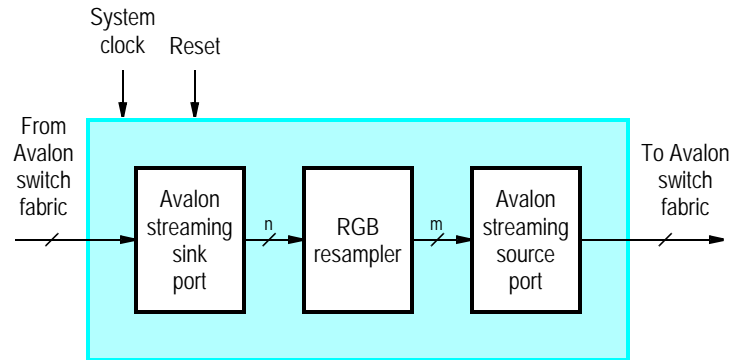 System
clock
Reset
From
Avalon
switch
fabric
Avalon
streaming
sink
port
n
RGB
resampler
m
Avalon
streaming
source
port
To Avalon
switch
fabric